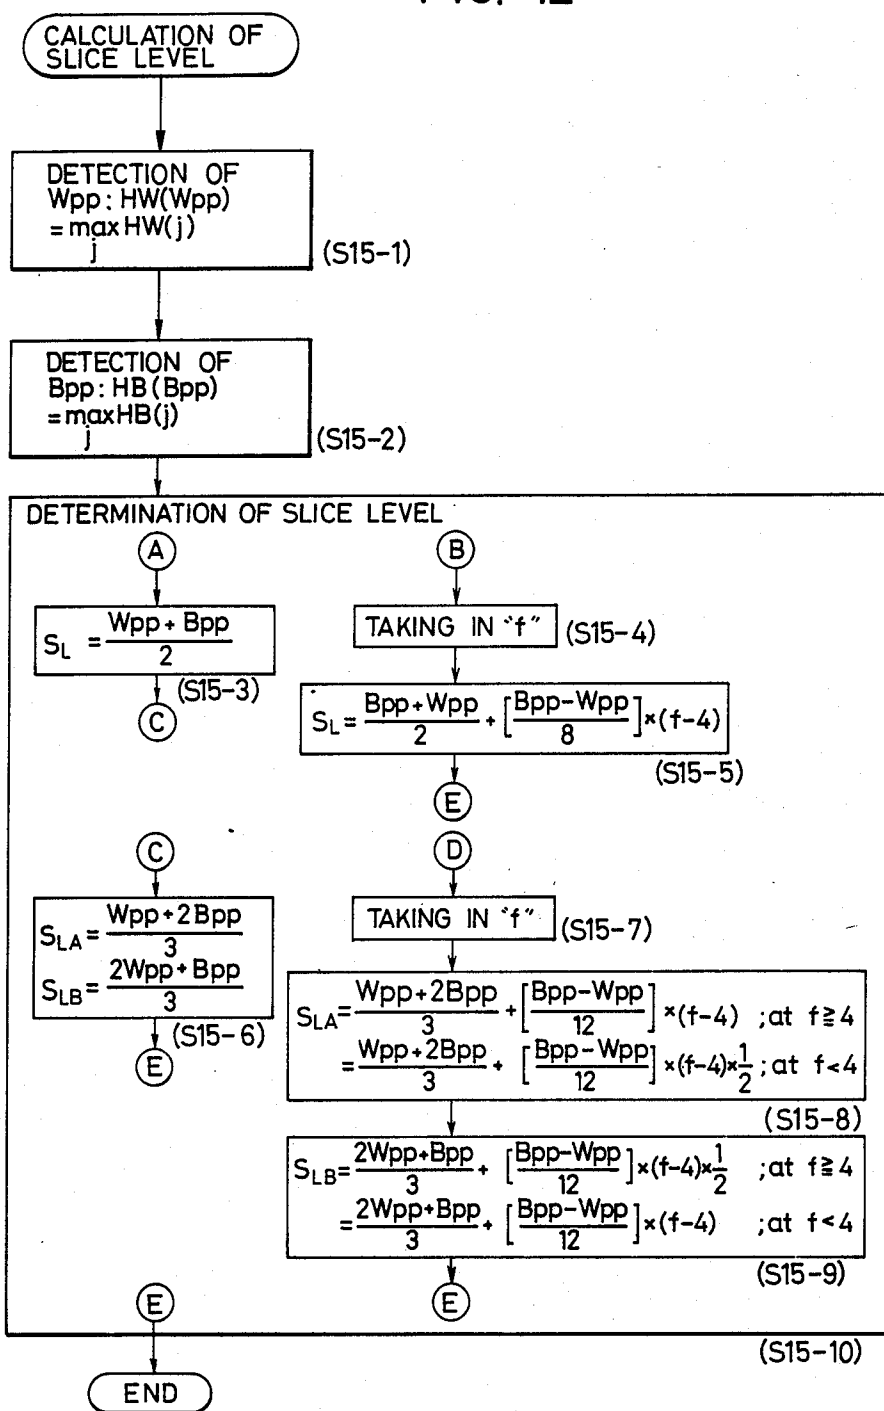 FIG. 12
CALCULATION OF
SLICE LEVEL
DETECTION OF
Wpp: HW(Wpp)
= max HW(j)
j
(S15-1)
DETECTION OF
Bpp: HB(Bpp)
= max HB(j)
j
(S15-2)
DETERMINATION OF SLICE LEVEL
A
S_L = (Wpp + Bpp)/2
(S15-3)
C
B
TAKING IN "f"
(S15-4)
S_L = (Bpp + Wpp)/2 + [(Bpp-Wpp)/8] × (f-4)
(S15-5)
E
C
S_LA = (Wpp + 2Bpp)/3
S_LB = (2Wpp + Bpp)/3
(S15-6)
E
D
TAKING IN "f"
(S15-7)
S_LA = (Wpp + 2Bpp)/3 + [(Bpp-Wpp)/12] × (f-4) ; at f ≧ 4
= (Wpp + 2Bpp)/3 + [(Bpp-Wpp)/12] × (f-4) × 1/2 ; at f < 4
(S15-8)
S_LB = (2Wpp + Bpp)/3 + [(Bpp-Wpp)/12] × (f-4) × 1/2 ; at f ≧ 4
= (2Wpp + Bpp)/3 + [(Bpp-Wpp)/12] × (f-4) ; at f < 4
(S15-9)
E
E
(S15-10)
END